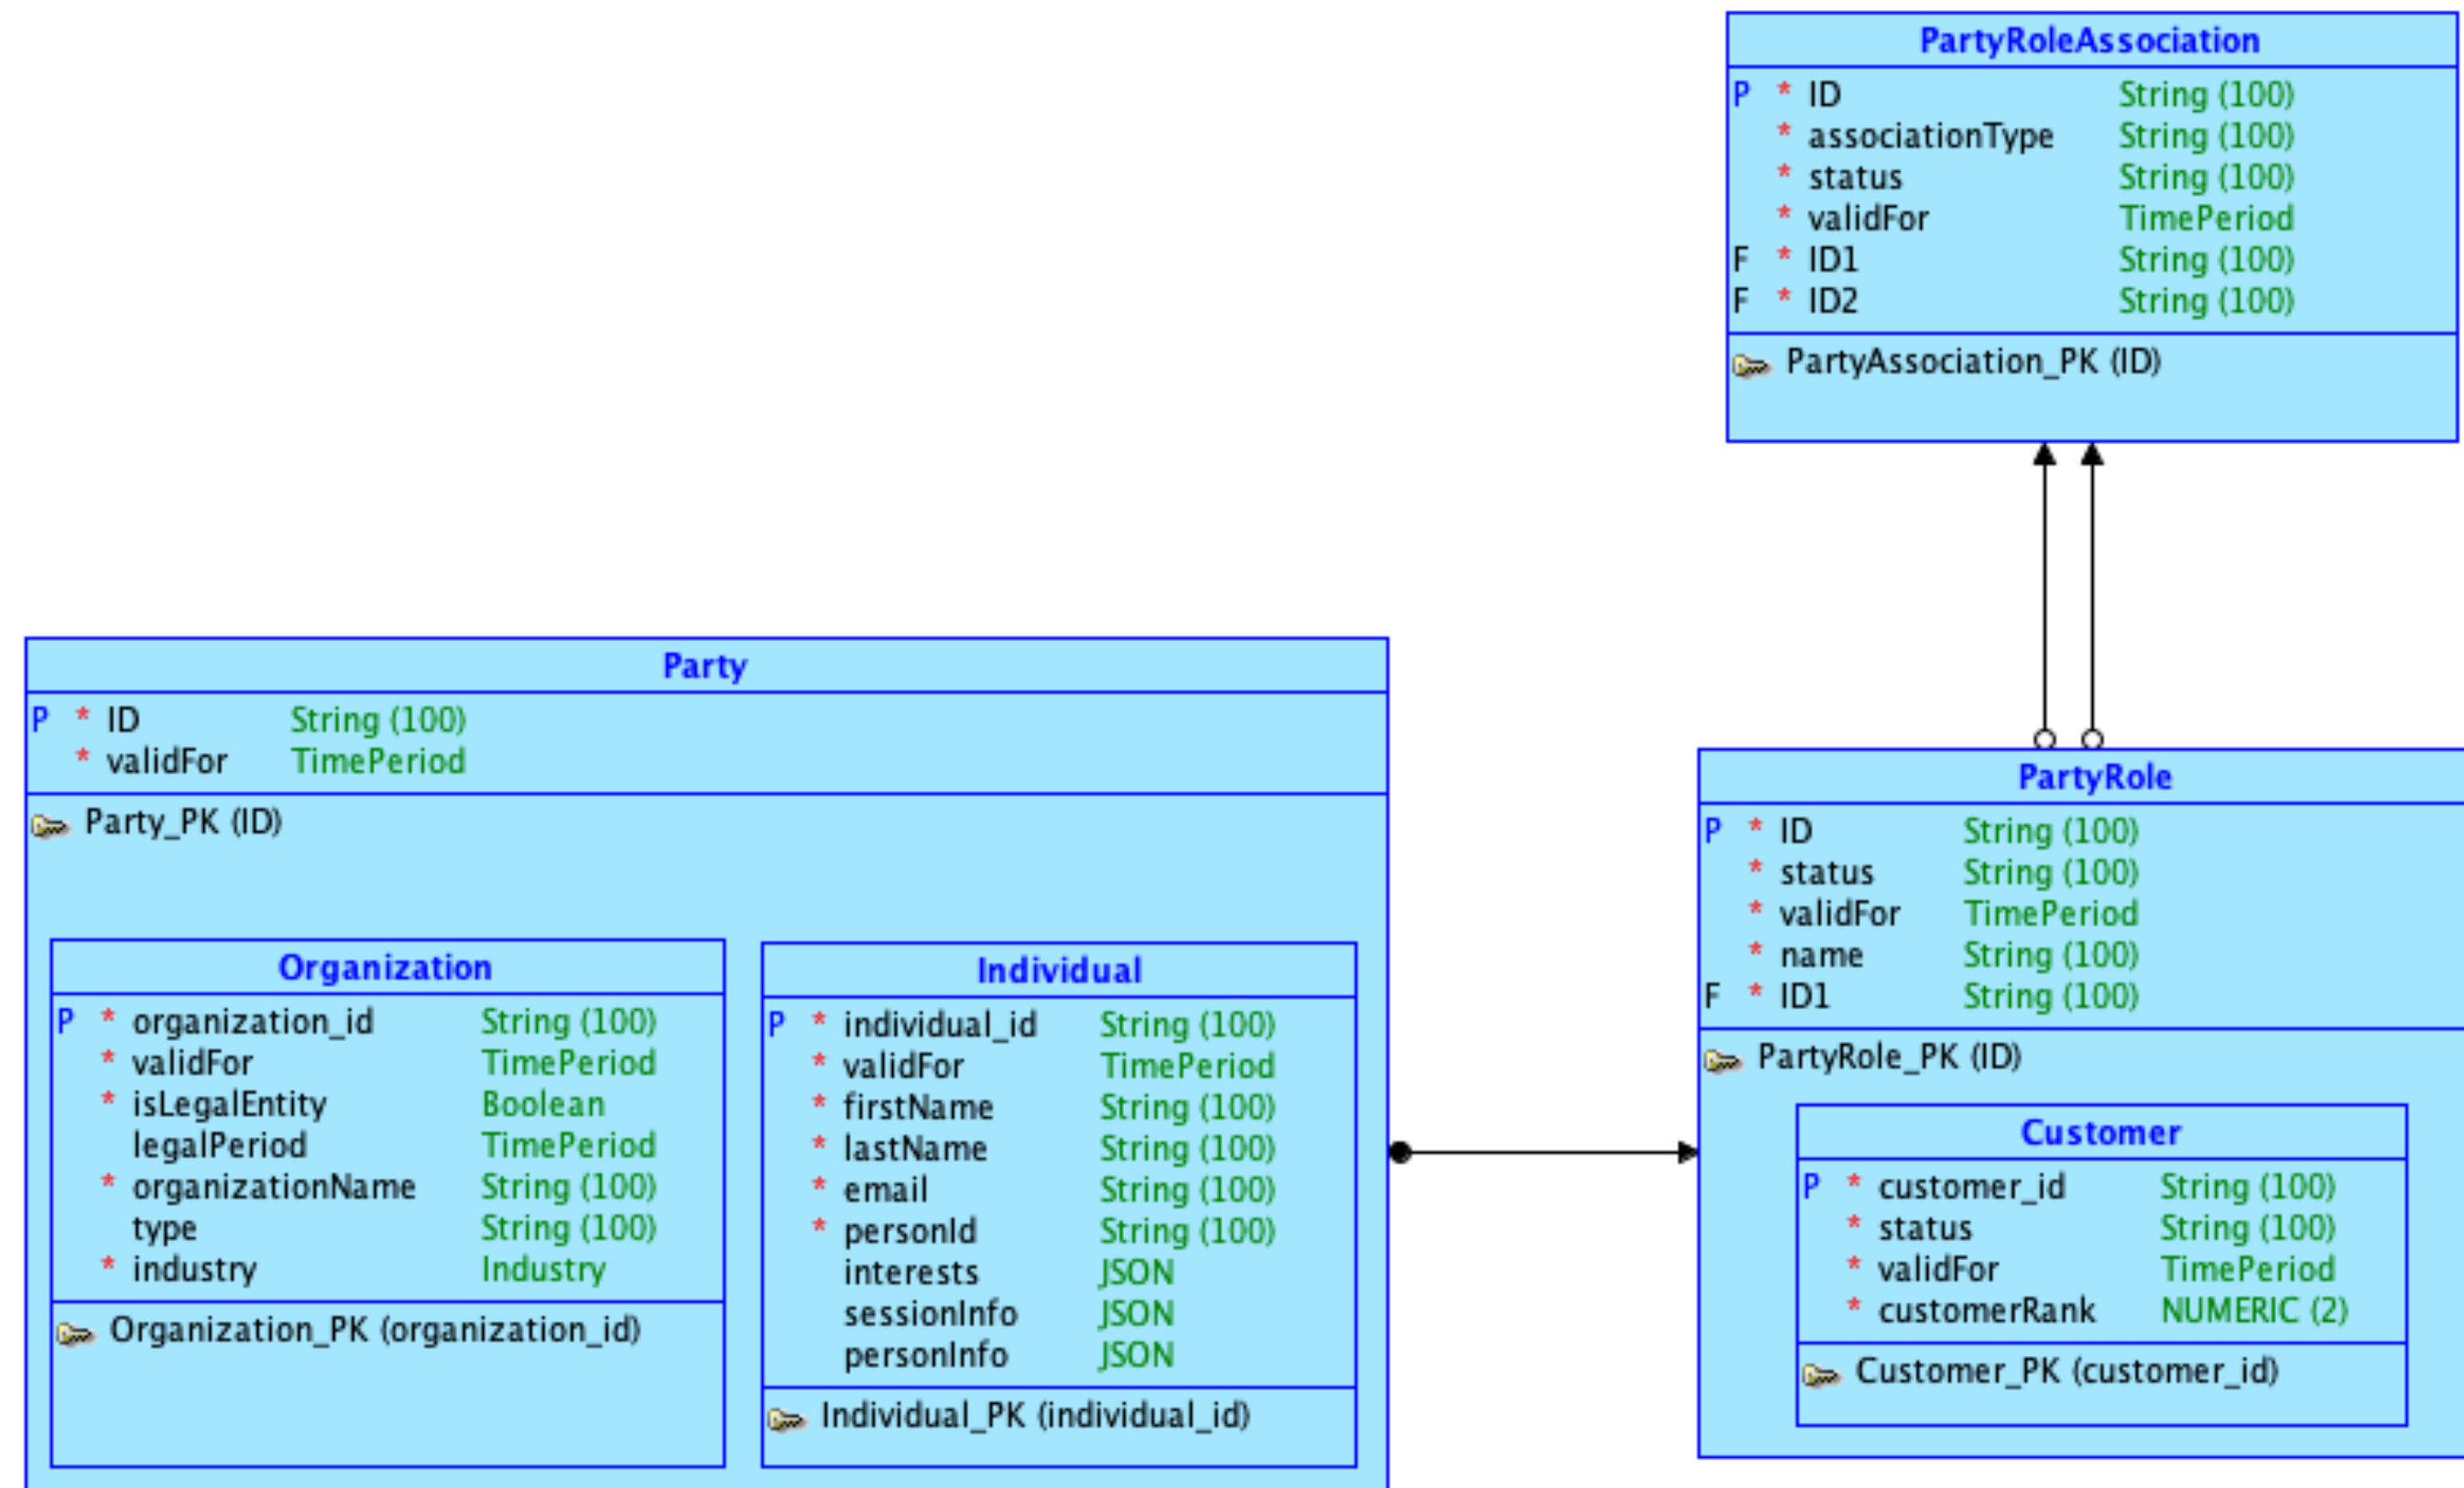 PartyRoleAssociation
P * ID String (100)
* associationType String (100)
* status String (100)
* validFor TimePeriod
F * ID1 String (100)
F * ID2 String (100)
PartyAssociation_PK (ID)
Party
P * ID String (100)
* validFor TimePeriod
Party_PK (ID)
Organization
P * organization_id String (100)
* validFor TimePeriod
* isLegalEntity Boolean
legalPeriod TimePeriod
* organizationName String (100)
type String (100)
* industry Industry
Organization_PK (organization_id)
Individual
P * individual_id String (100)
* validFor TimePeriod
* firstName String (100)
* lastName String (100)
* email String (100)
* personId String (100)
interests JSON
sessionInfo JSON
personInfo JSON
Individual_PK (individual_id)
PartyRole
P * ID String (100)
* status String (100)
* validFor TimePeriod
* name String (100)
F * ID1 String (100)
PartyRole_PK (ID)
Customer
P * customer_id String (100)
* status String (100)
* validFor TimePeriod
* customerRank NUMERIC (2)
Customer_PK (customer_id)